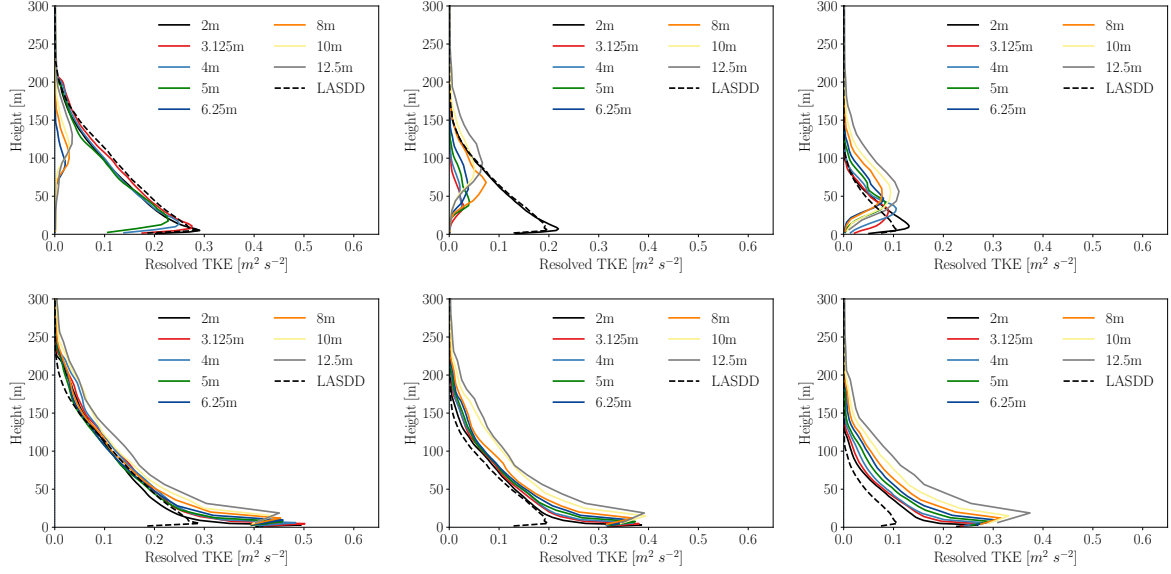 300
250
200
150
100
50
0
Height [m]
0.0 0.1 0.2 0.3 0.4 0.5 0.6
Resolved TKE [m² s⁻²]
2m 8m
3.125m 10m
4m 12.5m
5m LASDD
6.25m
300
250
200
150
100
50
0
Height [m]
0.0 0.1 0.2 0.3 0.4 0.5 0.6
Resolved TKE [m² s⁻²]
2m 8m
3.125m 10m
4m 12.5m
5m LASDD
6.25m
300
250
200
150
100
50
0
Height [m]
0.0 0.1 0.2 0.3 0.4 0.5 0.6
Resolved TKE [m² s⁻²]
2m 8m
3.125m 10m
4m 12.5m
5m LASDD
6.25m
300
250
200
150
100
50
0
Height [m]
0.0 0.1 0.2 0.3 0.4 0.5 0.6
Resolved TKE [m² s⁻²]
2m 8m
3.125m 10m
4m 12.5m
5m LASDD
6.25m
300
250
200
150
100
50
0
Height [m]
0.0 0.1 0.2 0.3 0.4 0.5 0.6
Resolved TKE [m² s⁻²]
2m 8m
3.125m 10m
4m 12.5m
5m LASDD
6.25m
300
250
200
150
100
50
0
Height [m]
0.0 0.1 0.2 0.3 0.4 0.5 0.6
Resolved TKE [m² s⁻²]
2m 8m
3.125m 10m
4m 12.5m
5m LASDD
6.25m